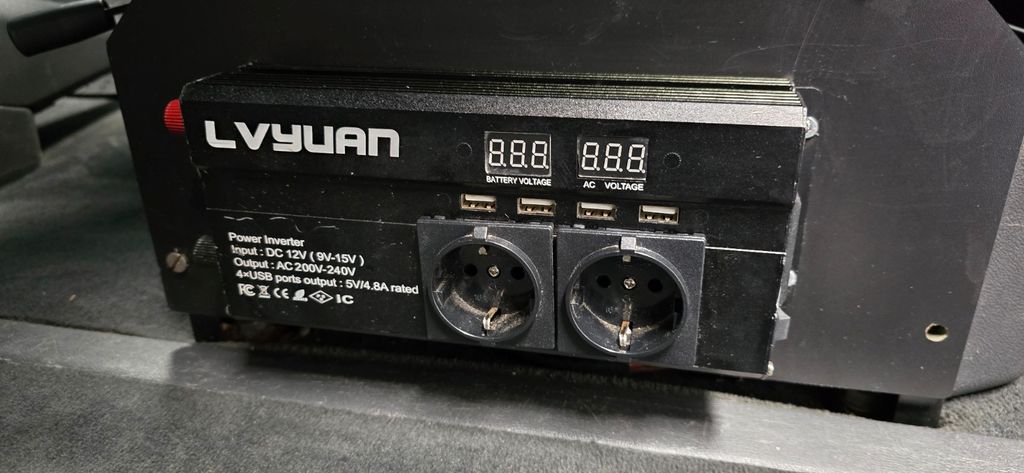 LVYUAN
8.8.8. 8.8.8.
BATTERY VOLTAGE AC VOLTAGE
Power Inverter
Input : DC 12V ( 9V-15V )
Output : AC 200V-240V
4×USB ports output : 5V/4.8A rated
FC CE IC